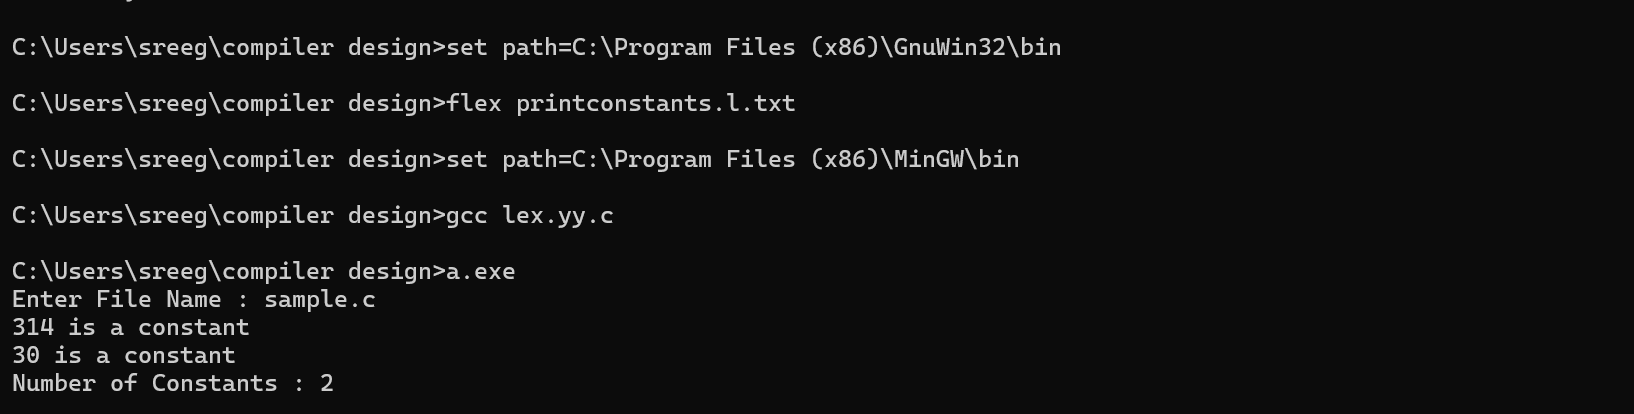 C:\Users\sreeg\compiler design>set path=C:\Program Files (x86)\GnuWin32\bin
C:\Users\sreeg\compiler design>flex printconstants.l.txt
C:\Users\sreeg\compiler design>set path=C:\Program Files (x86)\MinGW\bin
C:\Users\sreeg\compiler design>gcc lex.yy.c
C:\Users\sreeg\compiler design>a.exe
Enter File Name : sample.c
314 is a constant
30 is a constant
Number of Constants : 2